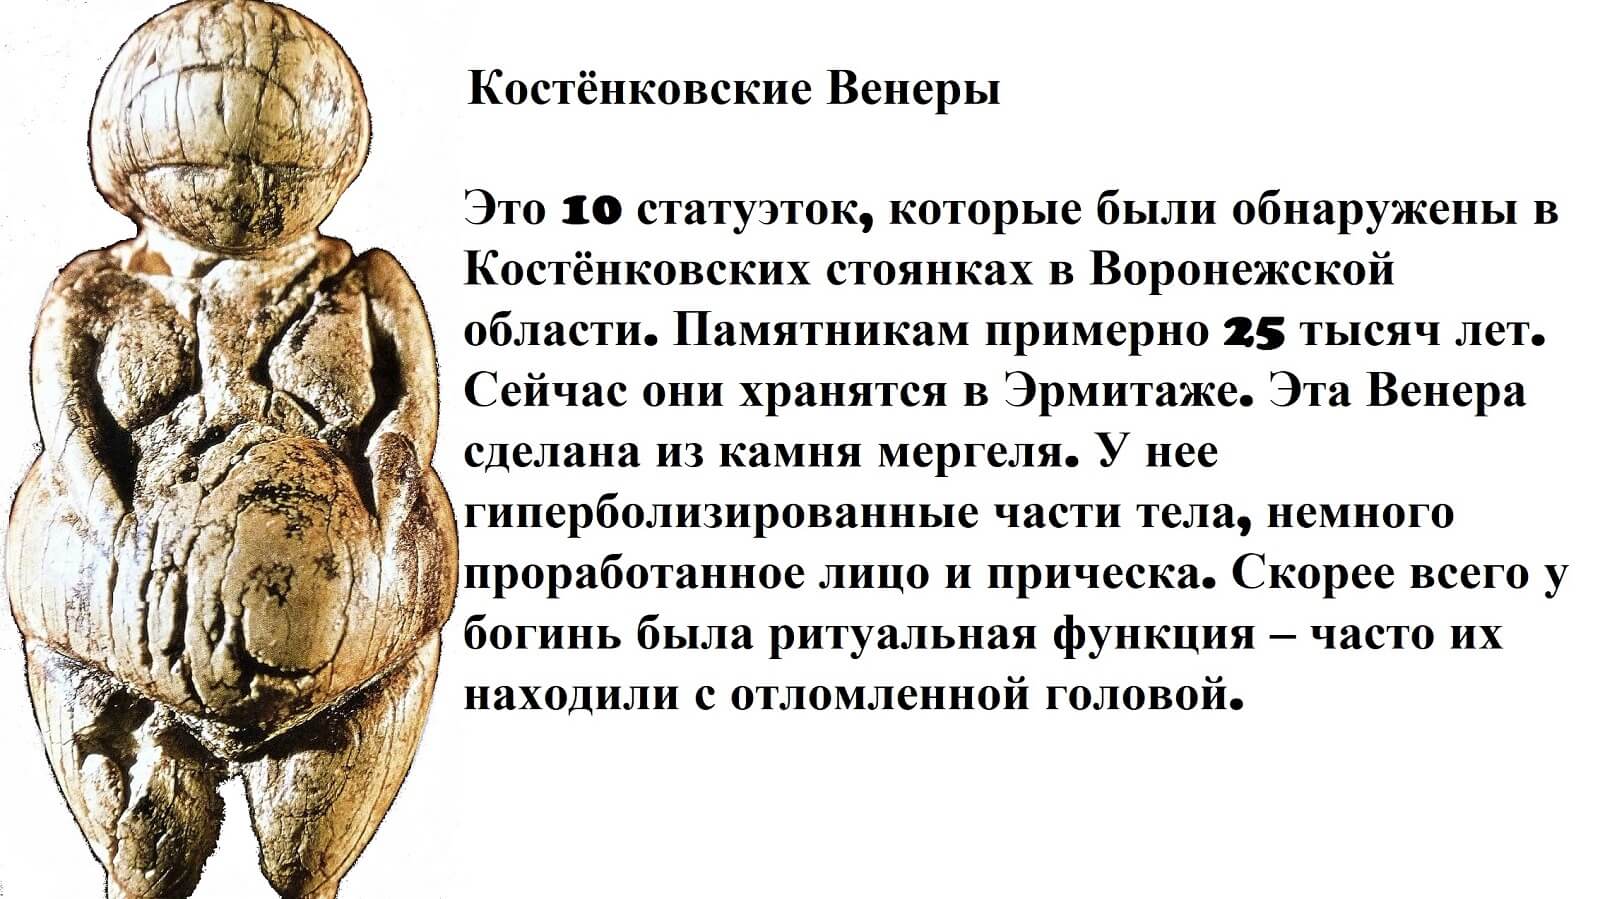 Костёнковские Венеры
Это 10 статуэток, которые были обнаружены в
Костёнковских стоянках в Воронежской
области. Памятникам примерно 25 тысяч лет.
Сейчас они хранятся в Эрмитаже. Эта Венера
сделана из камня мергеля. У нее
гиперболизированные части тела, немного
проработанное лицо и прическа. Скорее всего у
богинь была ритуальная функция – часто их
находили с отломленной головой.